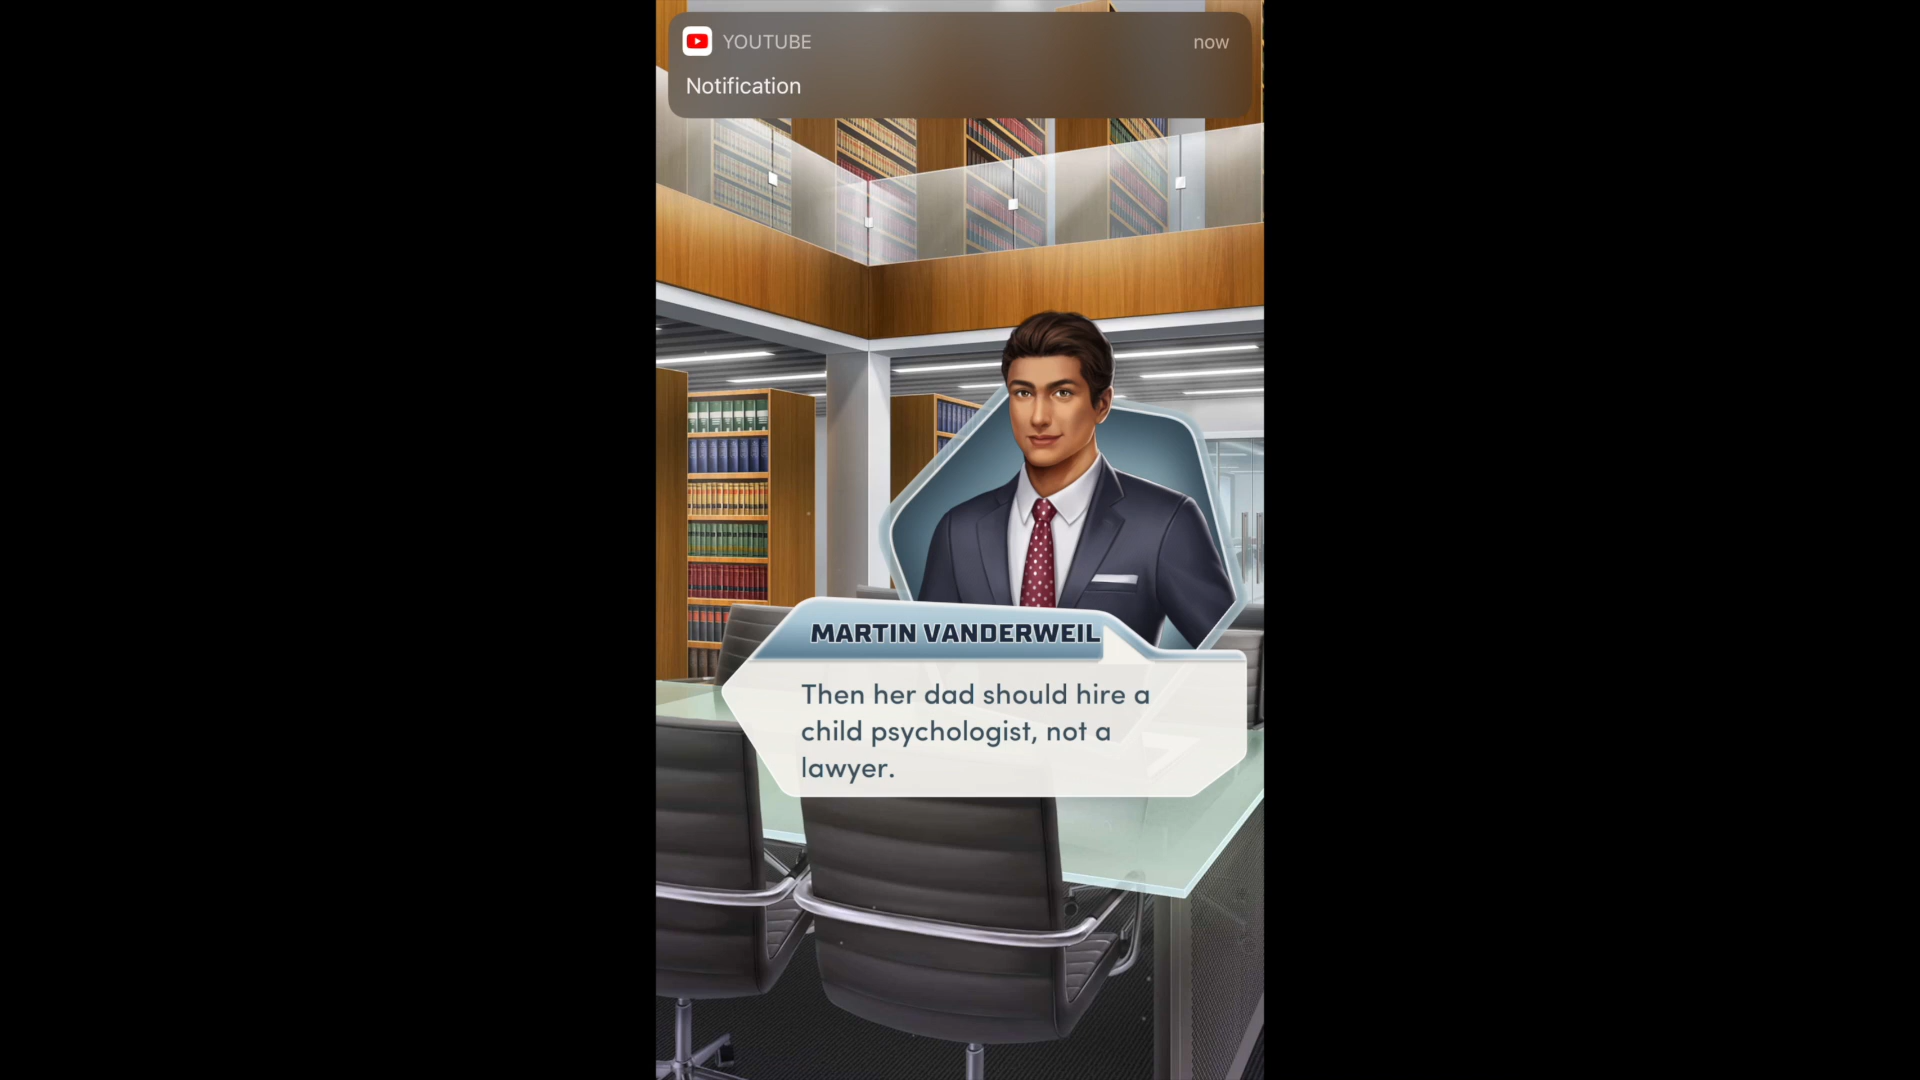 YOUTUBE
now
Notification
MARTIN VANDERWEIL
Then her dad should hire a
child psychologist, not a
lawyer.